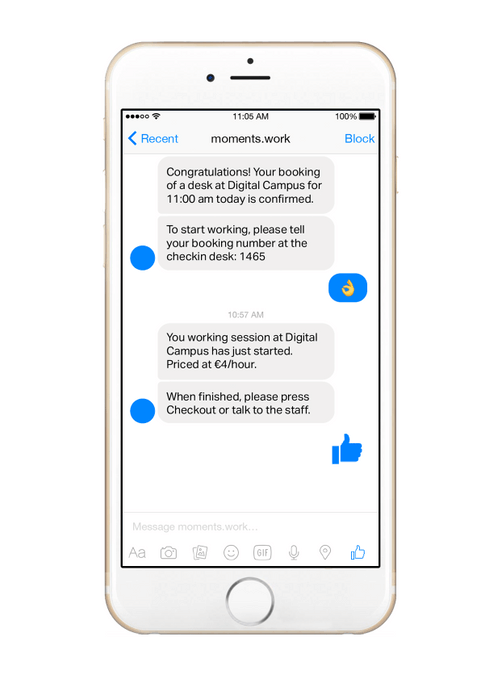 11:05 AM 100%
Recent moments.work Block
Congratulations! Your booking
of a desk at Digital Campus for
11:00 am today is confirmed.
To start working, please tell
your booking number at the
checkin desk: 1465
10:57 AM
You working session at Digital
Campus has just started.
Priced at €4/hour.
When finished, please press
Checkout or talk to the staff.
Message moments.work...
Aa GIF